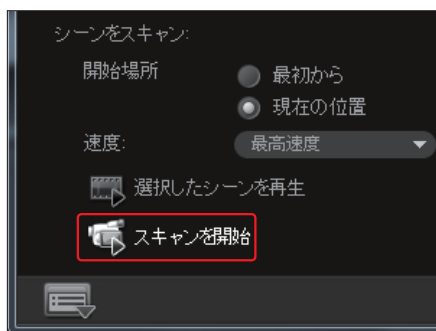 シーンをスキャン:
開始場所
最初から
現在の位置
速度:
最高速度
選択したシーンを再生
スキャンを開始